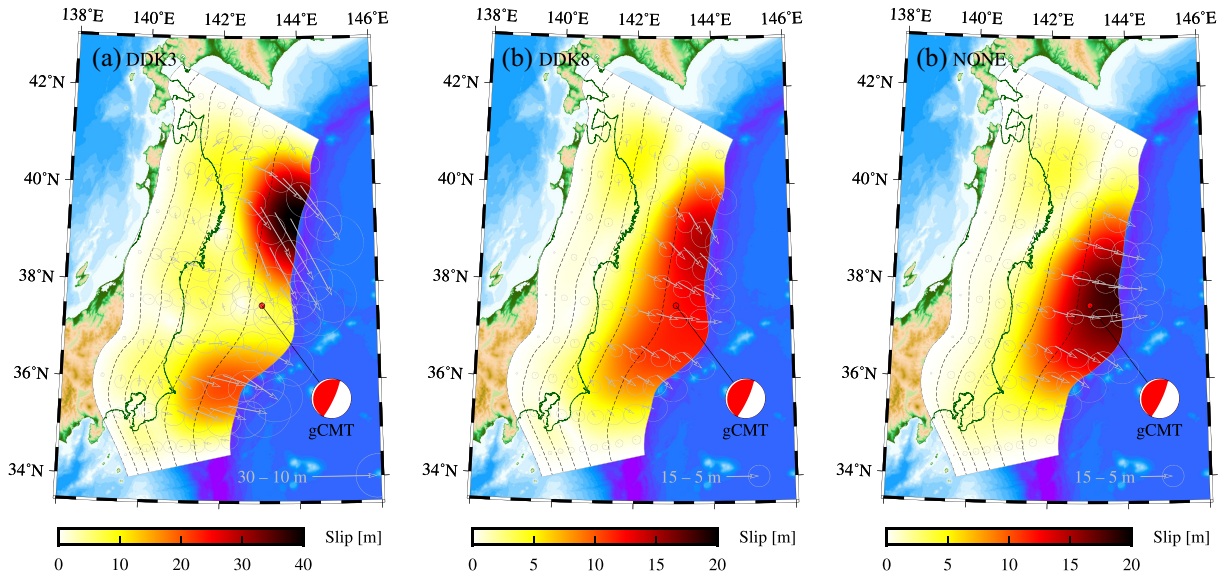 138˚E 140˚E 142˚E 144˚E 146˚E
(a) DDK3
42˚N
40˚N
38˚N
36˚N
34˚N
gCMT
30 – 10 m
Slip [m]
0 10 20 30 40
138˚E 140˚E 142˚E 144˚E 146˚E
(b) DDK8
42˚N
40˚N
38˚N
36˚N
34˚N
gCMT
15 – 5 m
Slip [m]
0 5 10 15 20
138˚E 140˚E 142˚E 144˚E 146˚E
(b) NONE
42˚N
40˚N
38˚N
36˚N
34˚N
gCMT
15 – 5 m
Slip [m]
0 5 10 15 20